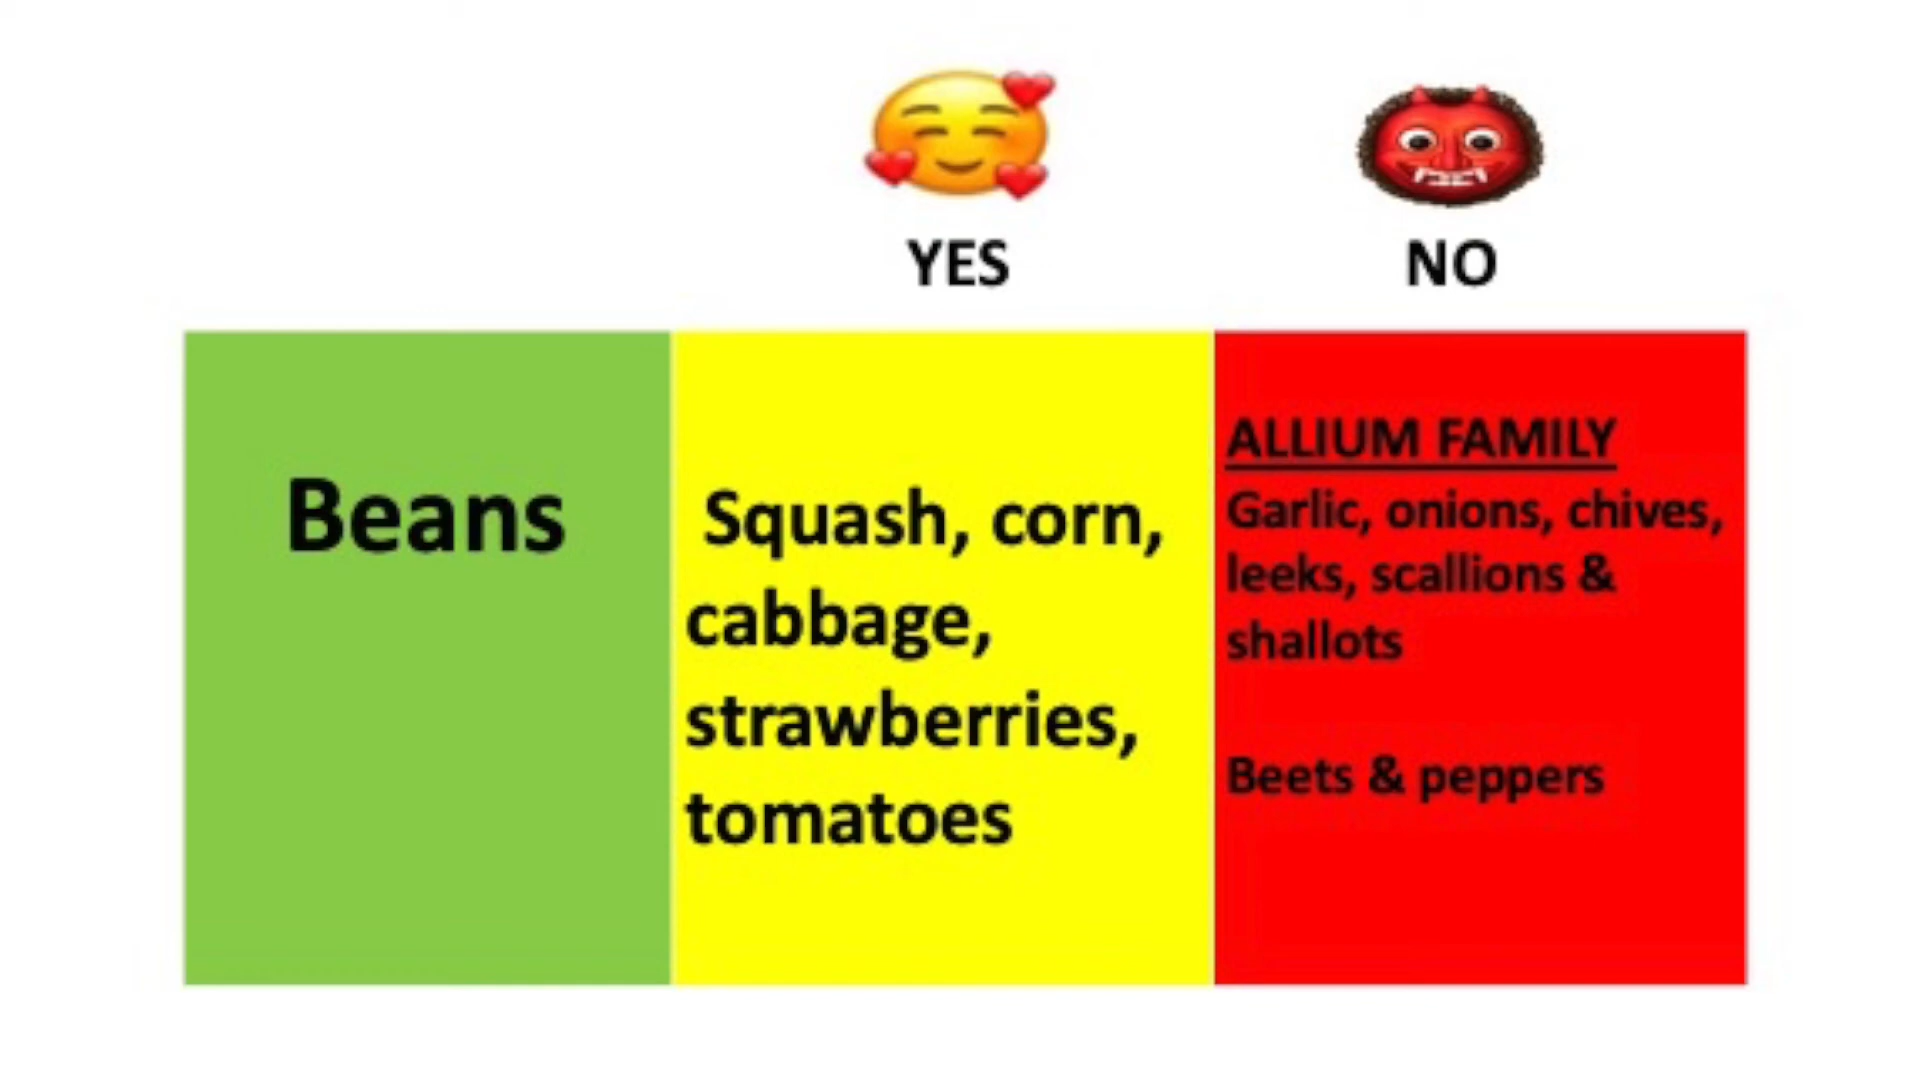 YES
NO
Beans
Squash, corn,
cabbage,
strawberries,
tomatoes
ALLIUM FAMILY
Garlic, onions, chives,
leeks, scallions &
shallots
Beets & peppers